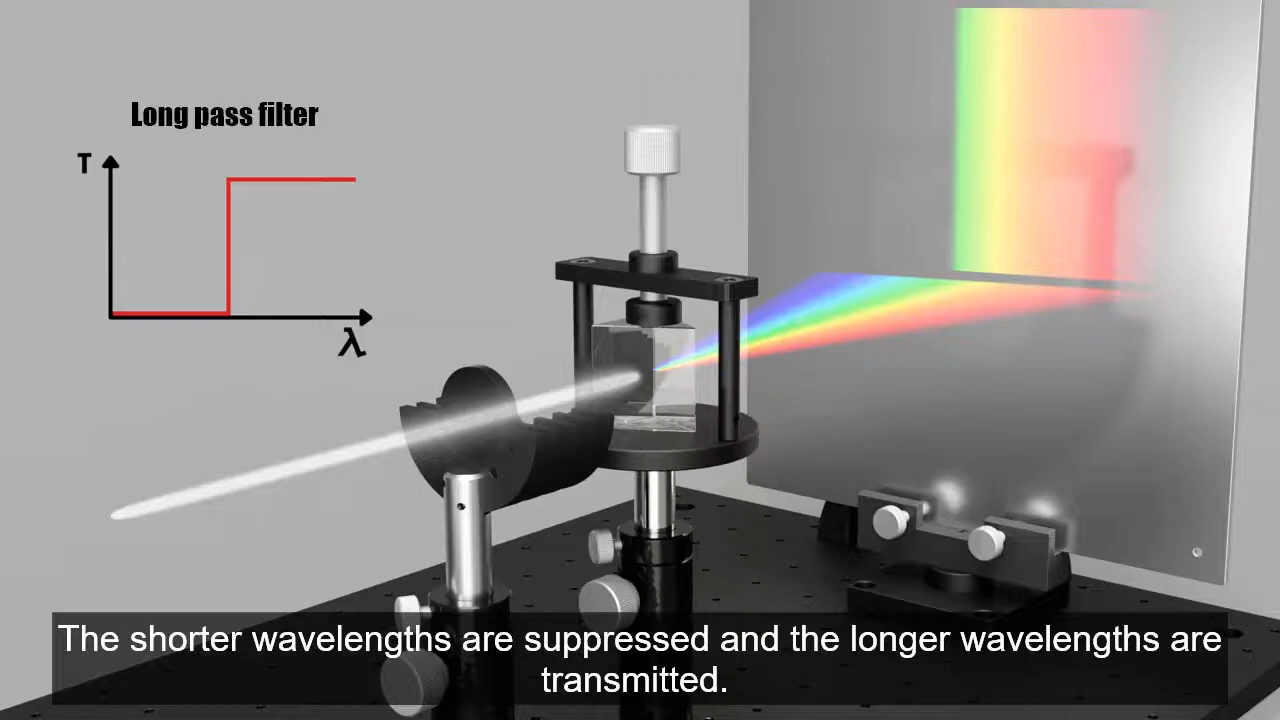 Long pass filter
T
λ
The shorter wavelengths are suppressed and the longer wavelengths are
transmitted.